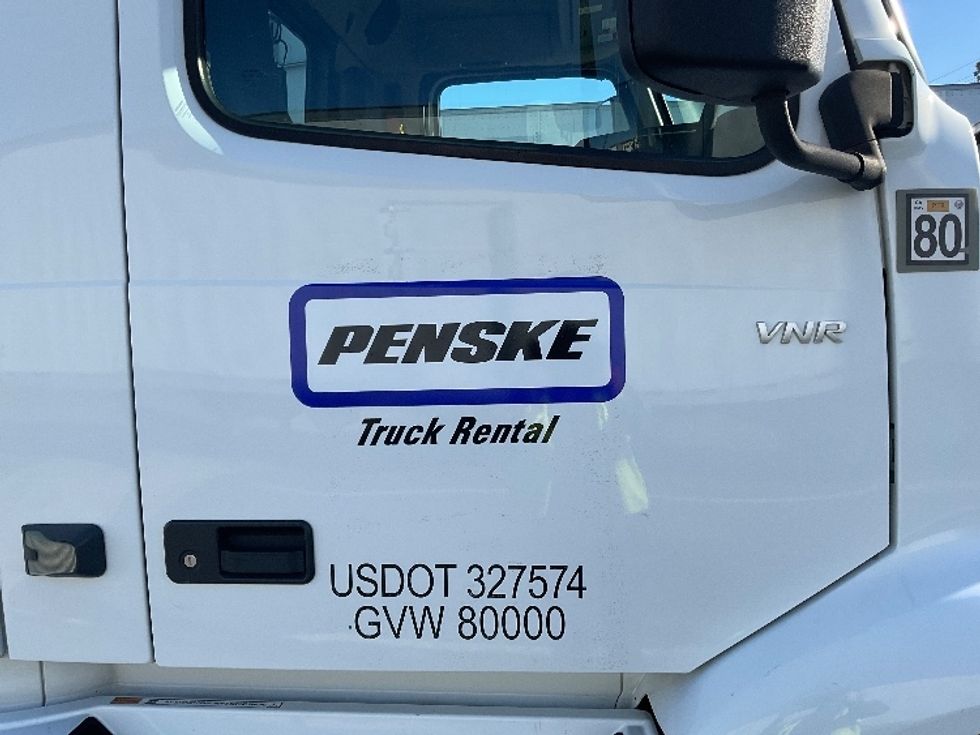 80
PENSKE
VNR
Truck Rental
USDOT 327574
GVW 80000